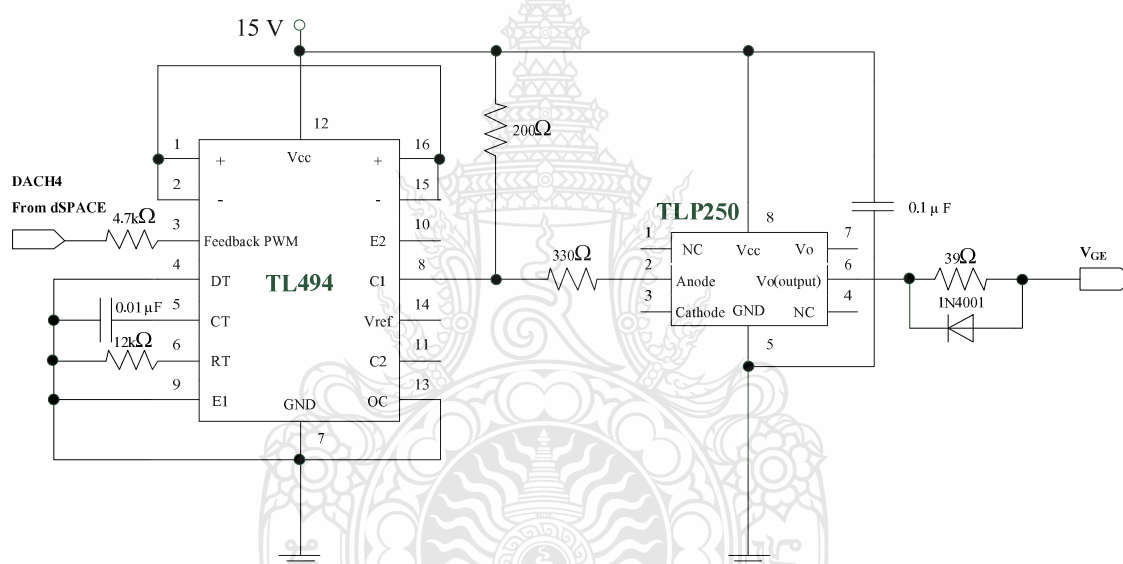 15 V
12
Vcc
200Ω
1
+
+
16
2
-
-
15
DACH4
From dSPACE
4.7kΩ
3
Feedback PWM
E2
10
4
DT
TL494
C1
8
330Ω
0.01 μF
5
CT
Vref
14
12kΩ
6
RT
C2
11
9
E1
GND
OC
13
7
TLP250
8
0.1 μ F
1
NC
Vcc
Vo
7
2
Anode
Vo(output)
6
3
Cathode
GND
NC
4
5
39Ω
1N4001
VGE